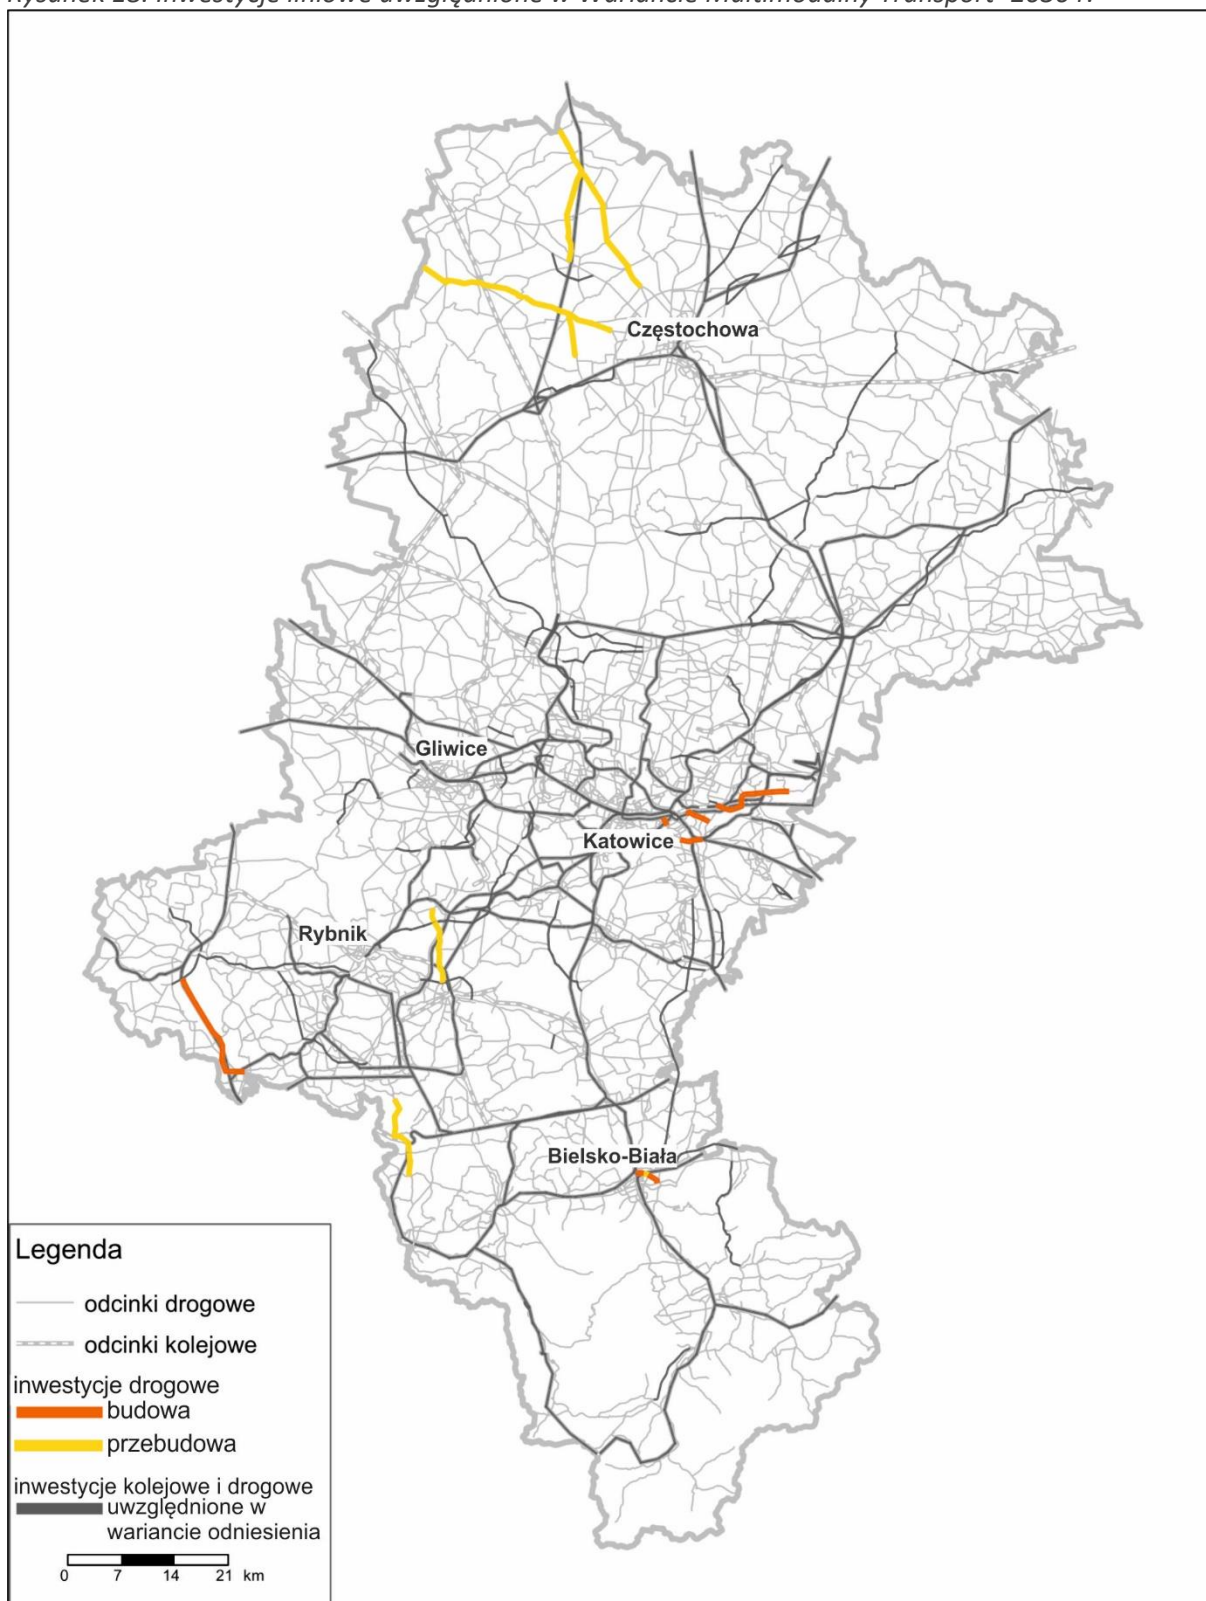 Rysunek 28. Inwestycje liniowe uwzględnione w Wariancie Multimodalny Transport- 2030 r.
Częstochowa
Gliwice
Katowice
Rybnik
Bielsko-Biała
Legenda
odcinki drogowe
odcinki kolejowe
inwestycje drogowe
budowa
przebudowa
inwestycje kolejowe i drogowe
uwzględnione w
wariancie odniesienia
0 7 14 21 km